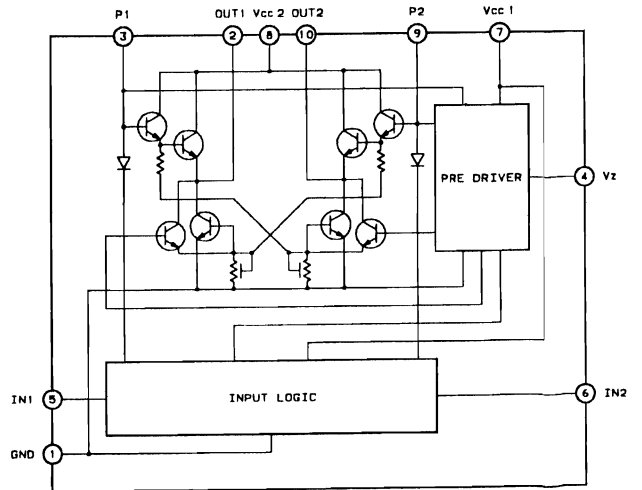 P1 OUT1 Vcc 2 OUT2 P2 Vcc 1
3 2 8 10 9 7
PRE DRIVER
4 Vz
IN1 5
INPUT LOGIC
6 IN2
GND 1